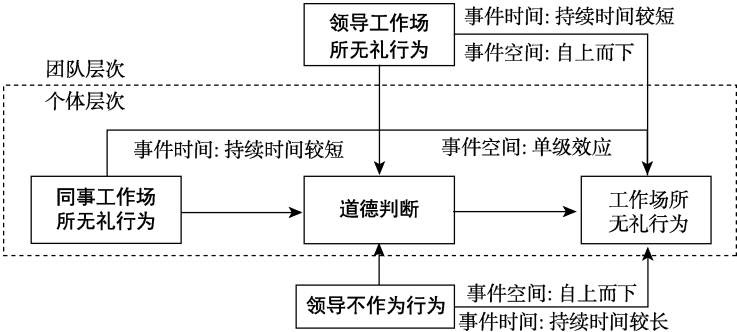 领导工作场
所无礼行为
事件时间: 持续时间较短
事件空间: 自上而下
团队层次
个体层次
事件时间: 持续时间较短
事件空间: 单级效应
同事工作场
所无礼行为
道德判断
工作场所
无礼行为
领导不作为行为
事件空间: 自上而下
事件时间: 持续时间较长